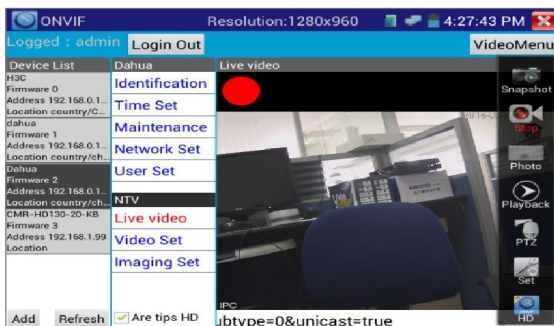 ONVIF
Resolution:1280x960
4:27:43 PM
Logged : admin
Login Out
VideoMenu
Device List
H3C
Firmware 0
Address 192.168.0.1..
Location country/C...
dahua
Firmware 1
Address 192.168.0.1..
Location country/ch..
Dahua
Firmware 2
Address 192.168.0.1..
Location country/ch..
CMR-HD130-20-KB
Firmware 3
Address 192.168.1.99
Location
Add
Refresh
Dahua
Identification
Time Set
Maintenance
Network Set
User Set
NTV
Live video
Video Set
Imaging Set
Are tips HD
Live video
IPC
ubtype=0&unicast=true
Snapshot
Stop
Photo
Playback
PTZ
Set
HD